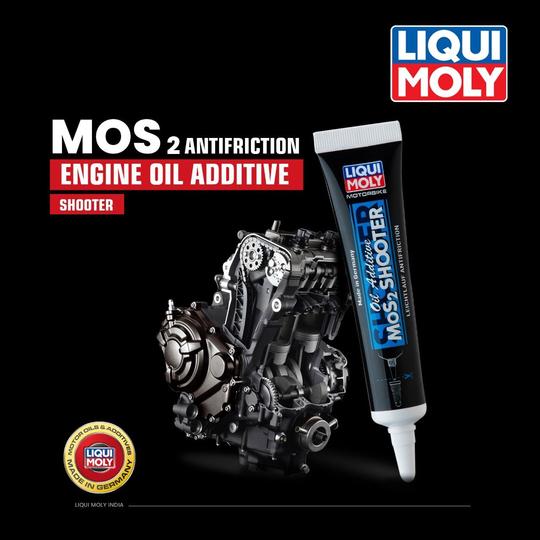 LIQUI
MOLY
MOS 2 ANTIFRICTION
ENGINE OIL ADDITIVE
SHOOTER
LIQUI
MOLY
MOTORBIKE
Made in Germany
SHOOTER
Oil Additive
MoS2 SHOOTER
LEICHTLAUF ANTIFRICTION
MOTOR OILS & ADDITIVES
LIQUI
MOLY
MADE IN GERMANY
LIQUI MOLY INDIA